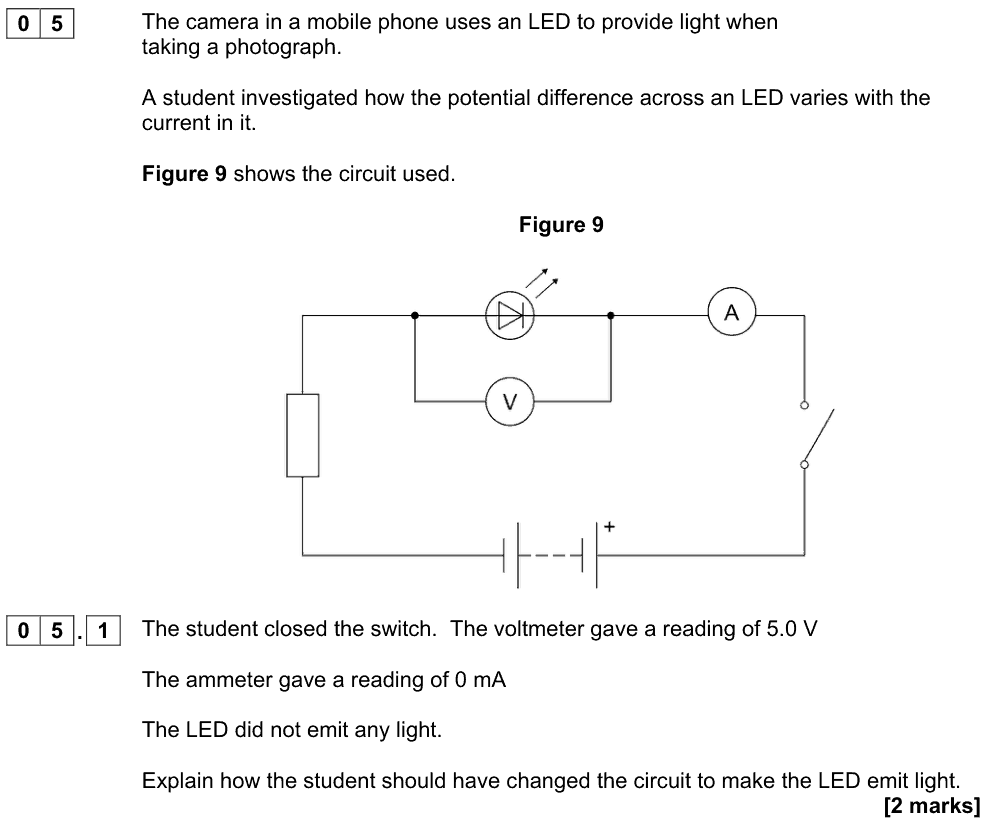 0 5 The camera in a mobile phone uses an LED to provide light when
taking a photograph.
A student investigated how the potential difference across an LED varies with the
current in it.
Figure 9 shows the circuit used.
Figure 9
A
V
+
0 5 . 1 The student closed the switch. The voltmeter gave a reading of 5.0 V
The ammeter gave a reading of 0 mA
The LED did not emit any light.
Explain how the student should have changed the circuit to make the LED emit light.
[2 marks]